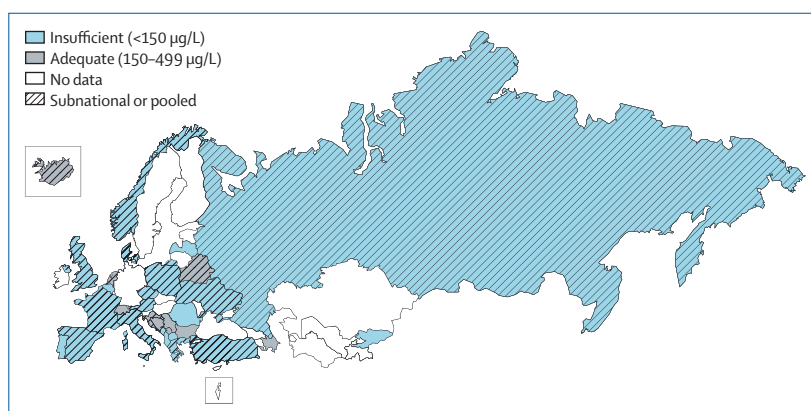 Insufficient (<150 µg/L)
Adequate (150–499 µg/L)
No data
Subnational or pooled